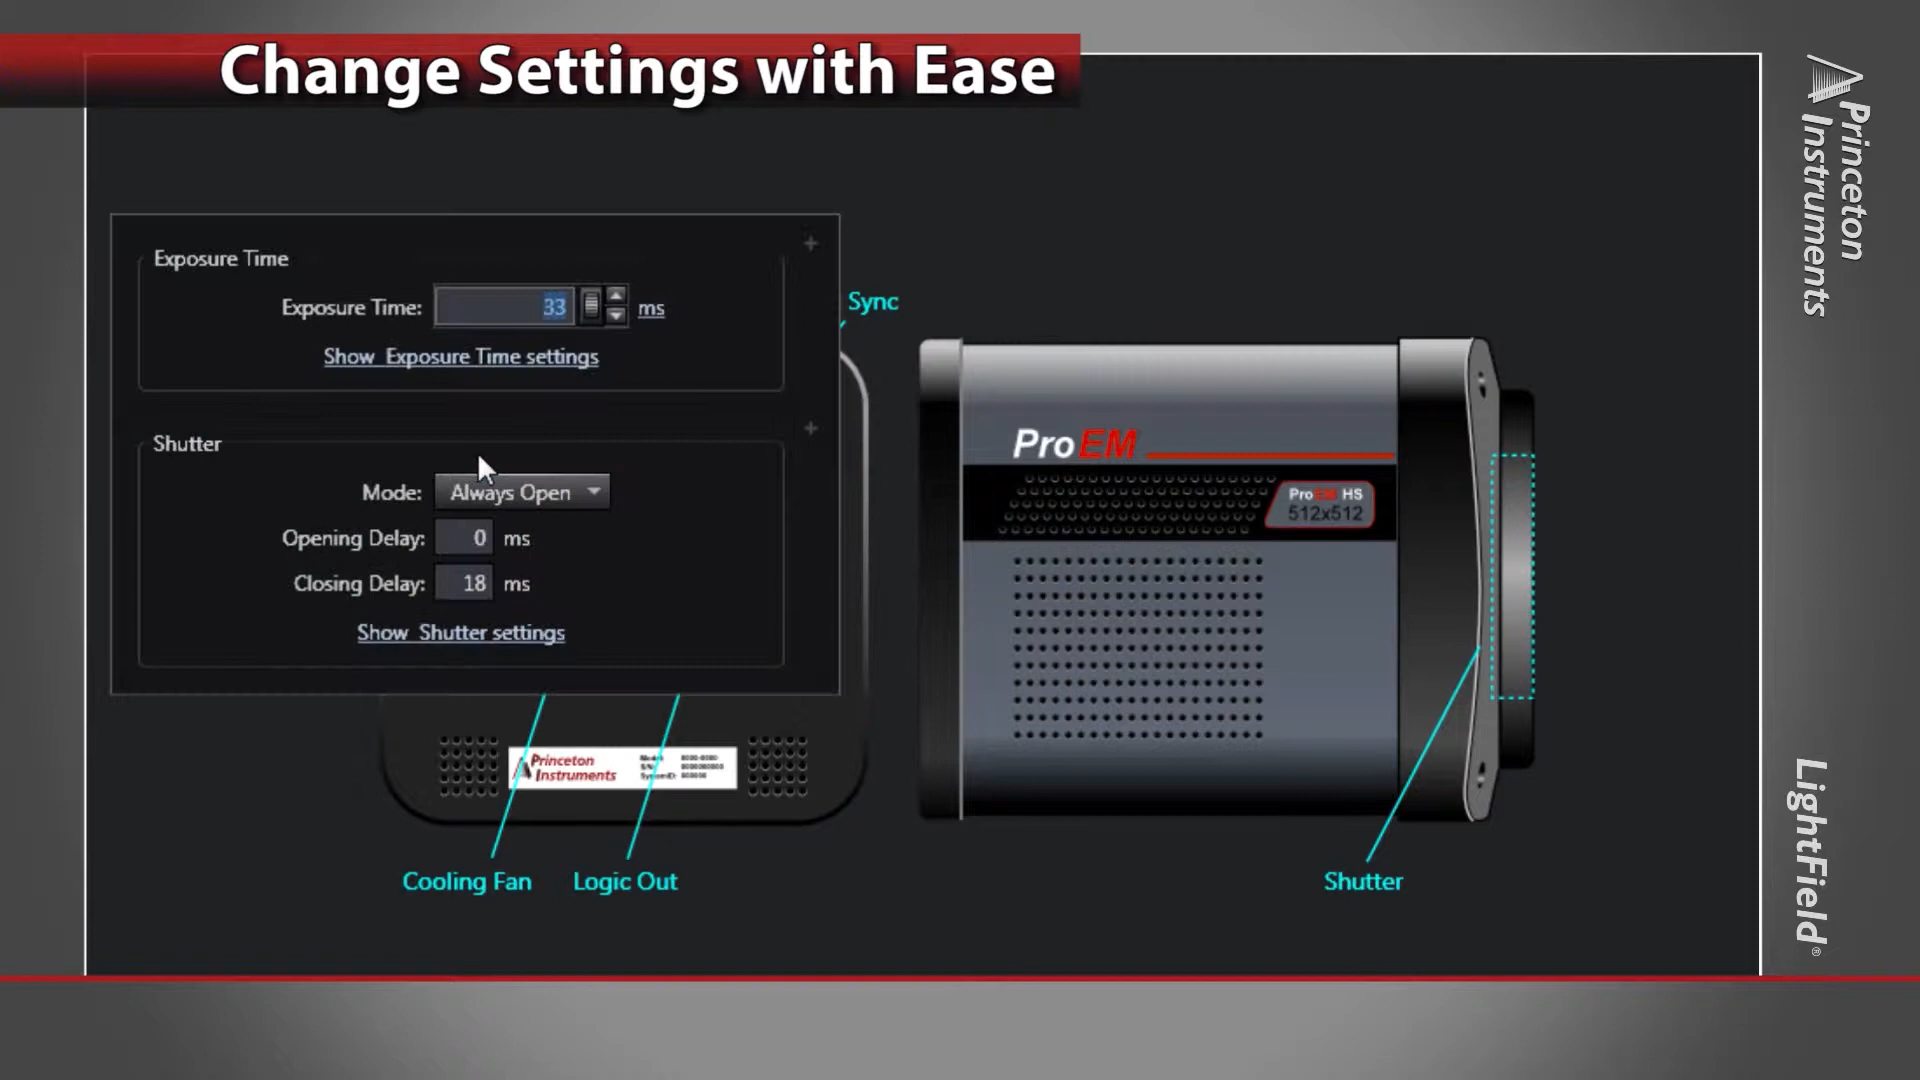 Change Settings with Ease
Exposure Time
Exposure Time: 33 ms
Show Exposure Time settings
Shutter
Mode: Always Open
Opening Delay: 0 ms
Closing Delay: 18 ms
Show Shutter settings
Sync
ProEM
ProEM HS
512x512
Princeton
Instruments
Cooling Fan
Logic Out
Shutter
Princeton
Instruments
LightField®